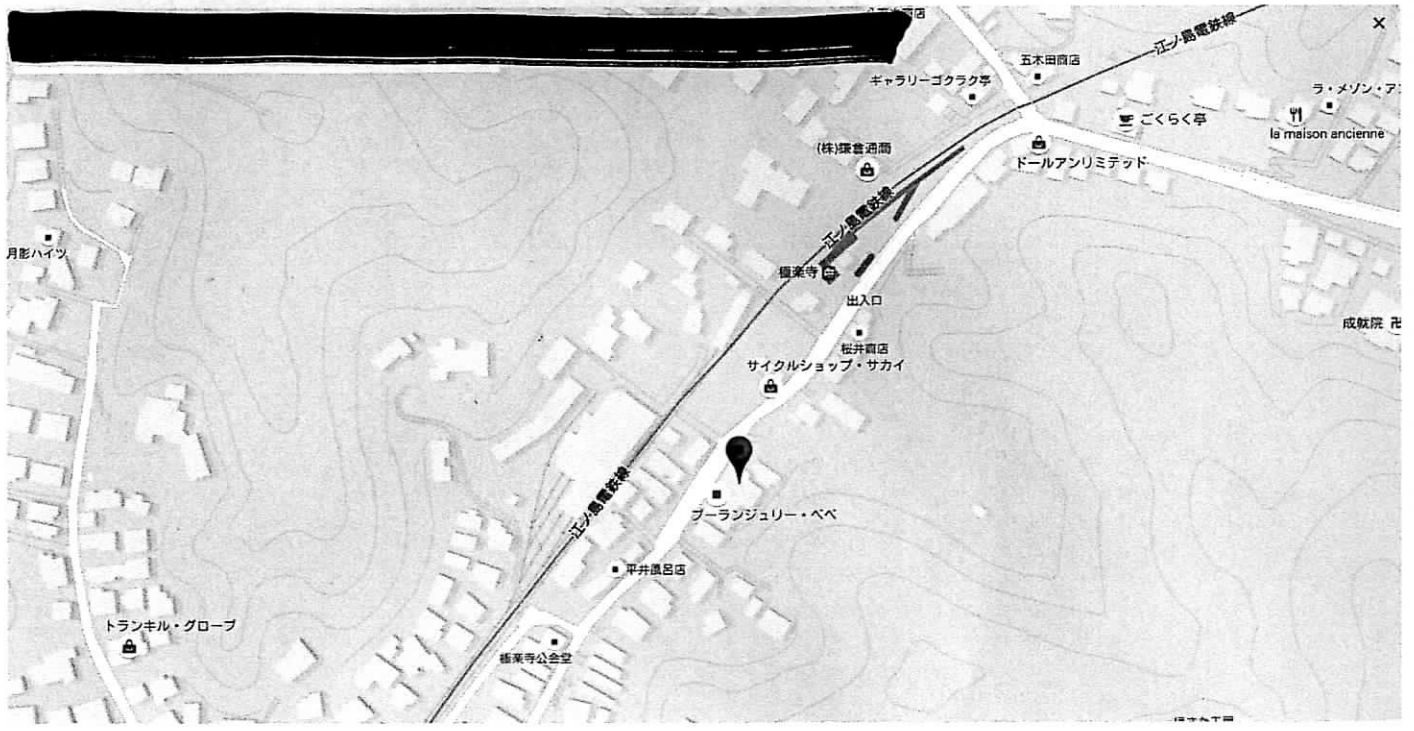 店
江ノ島電鉄線
×
五木田商店
ギャラリーゴクラク亭
ラ・メゾン・ア
ごくらく亭
la maison ancienne
(株)鎌倉通商
ドールアンリミテッド
江ノ島電鉄線
月影ハイツ
極楽寺
出入口
成就院 卍
桜井商店
サイクルショップ・サカイ
江ノ島電鉄線
ブーランジュリー・べべ
平井風呂店
トランキル・グローブ
極楽寺公会堂